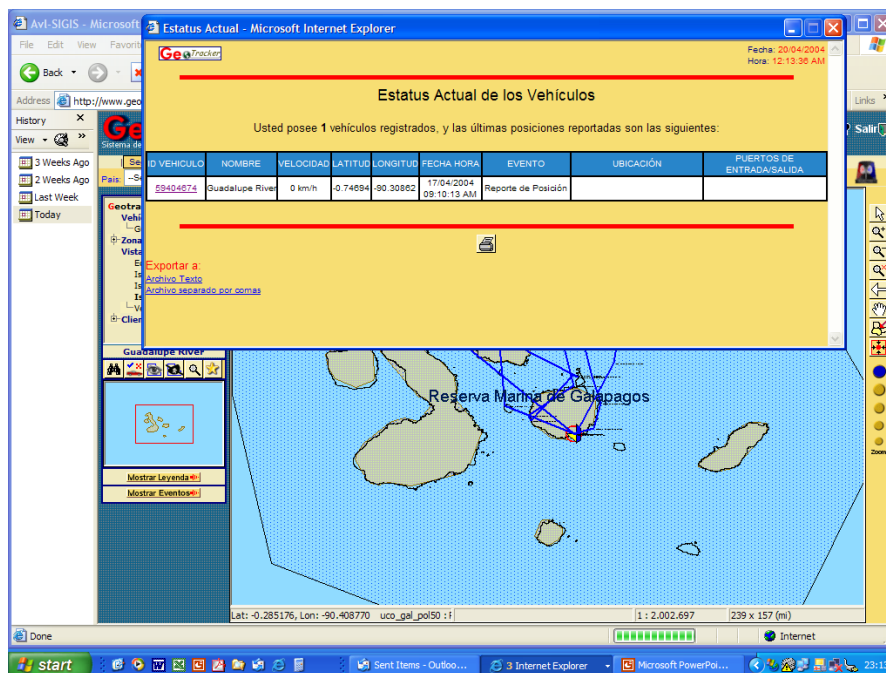 AvI-SIGIS - Microsoft
Estatus Actual - Microsoft Internet Explorer
File Edit View
Back
Address http://www.geo
Links
History X
View
3 Weeks Ago
2 Weeks Ago
Last Week
Today
GeoTracker
Fecha: 20/04/2004
Hora: 12:13:36 AM
Estatus Actual de los Vehículos
Usted posee 1 vehículos registrados, y las últimas posiciones reportadas son las siguientes:
ID VEHICULO NOMBRE VELOCIDAD LATITUD LONGITUD FECHA HORA EVENTO UBICACIÓN PUERTOS DE ENTRADA/SALIDA
59404674 Guadalupe River 0 km/h -0.74694 -90.30862 17/04/2004 09:10:13 AM Reporte de Posición
Exportar a:
Archivo Texto
Archivo separado por comas
Salir
País:
Guadalupe River
Reserva Marina de Galápagos
Mostrar Leyenda
Mostrar Eventos
Zoom
Lat: -0.285176, Lon: -90.408770 uco_gal_pol50 : 1 : 2.002.697 239 x 157 (mi)
Done Internet
start Sent Items - Outloo... 3 Internet Explorer Microsoft PowerPoi... 23:13